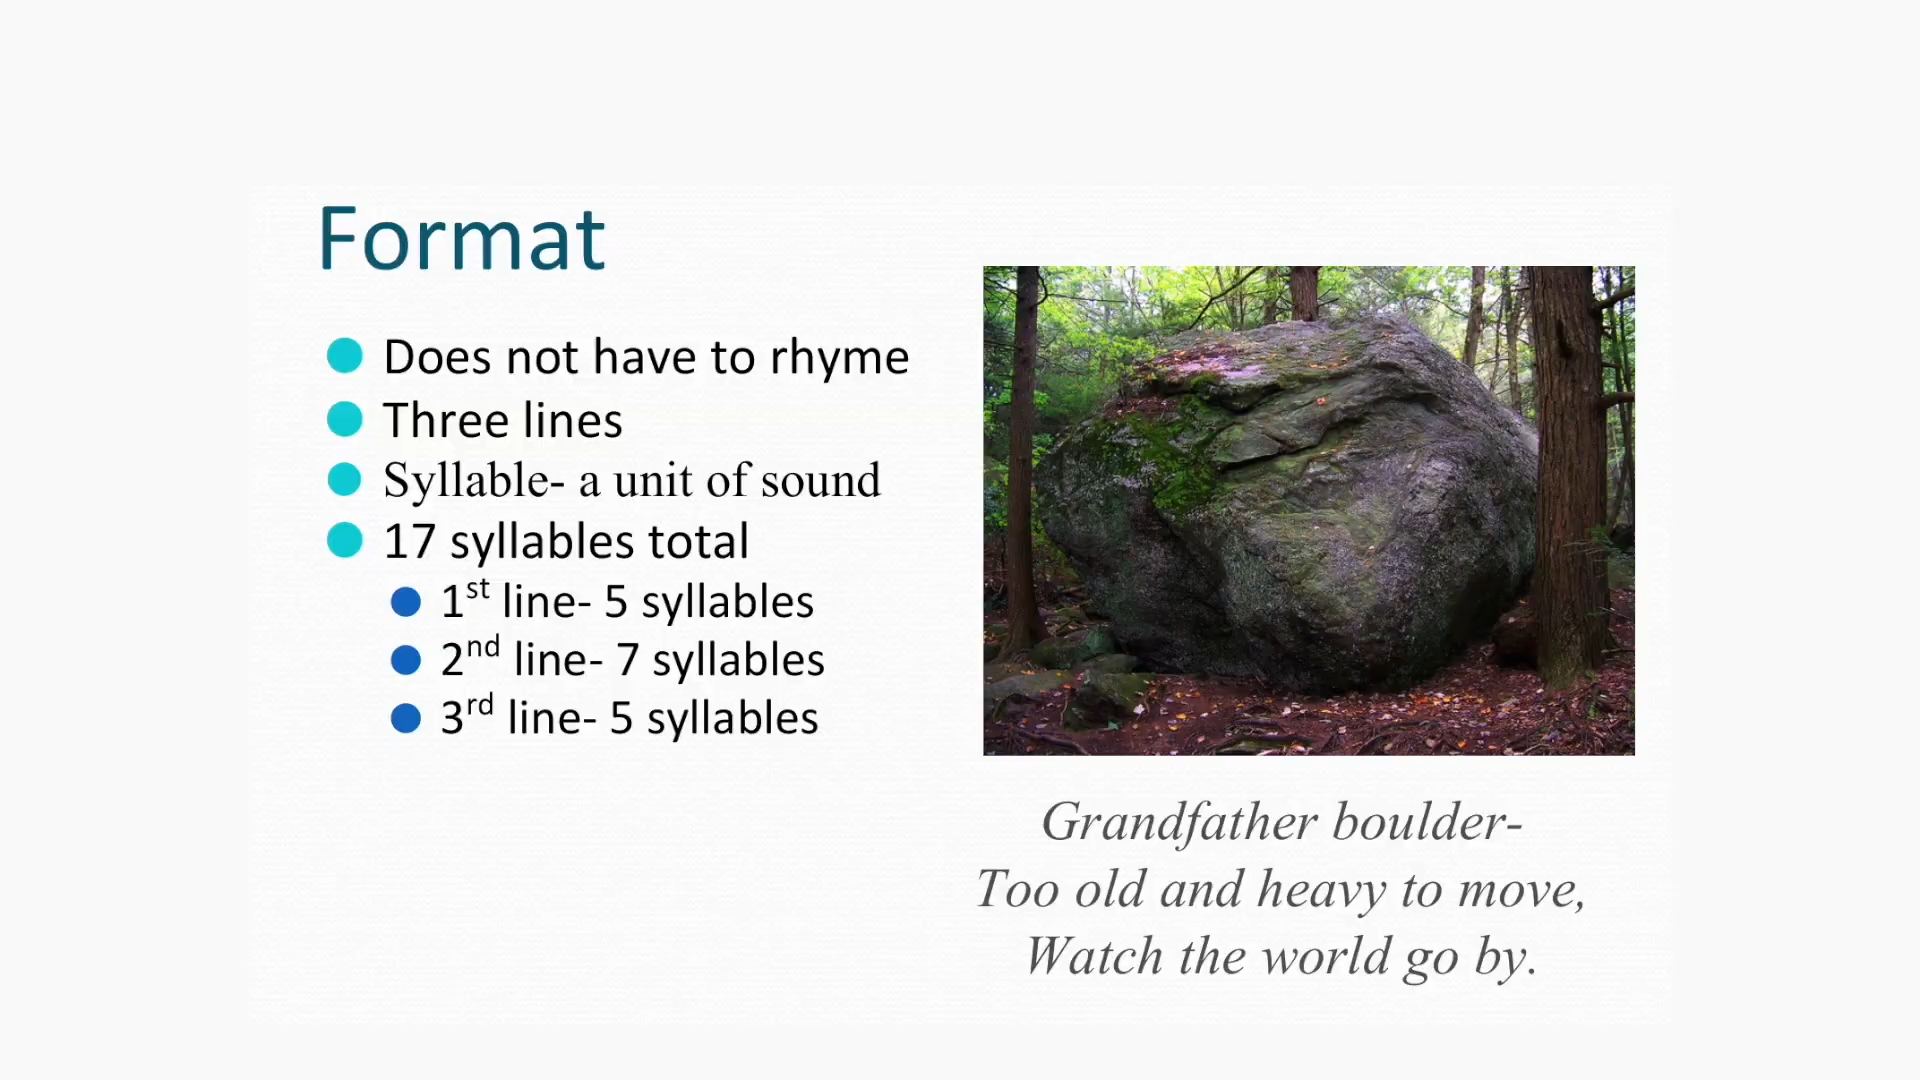 Format
Does not have to rhyme
Three lines
Syllable- a unit of sound
17 syllables total
1st line- 5 syllables
2nd line- 7 syllables
3rd line- 5 syllables
Grandfather boulder-
Too old and heavy to move,
Watch the world go by.